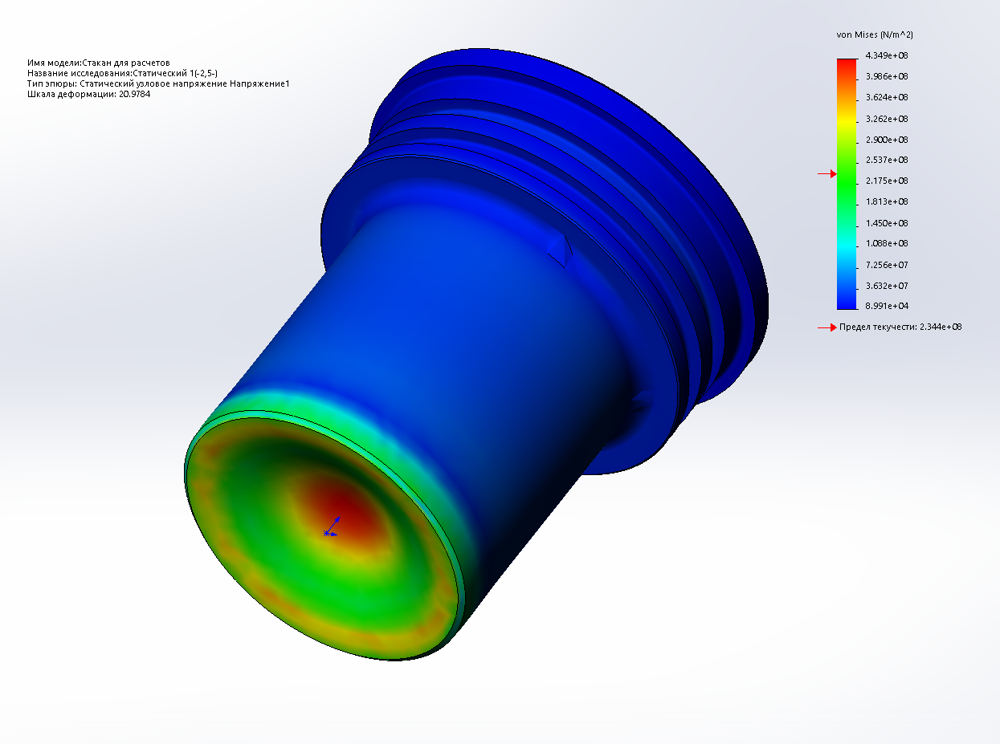 Имя модели:Стакан для расчетов
Название исследования:Статический 1(-2,5-)
Тип эпюры: Статический узловое напряжение Напряжение1
Шкала деформации: 20.9784
von Mises (N/m^2)
4.349e+08
3.986e+08
3.624e+08
3.262e+08
2.900e+08
2.537e+08
2.175e+08
1.813e+08
1.450e+08
1.088e+08
7.256e+07
3.632e+07
8.991e+04
Предел текучести: 2.344e+08